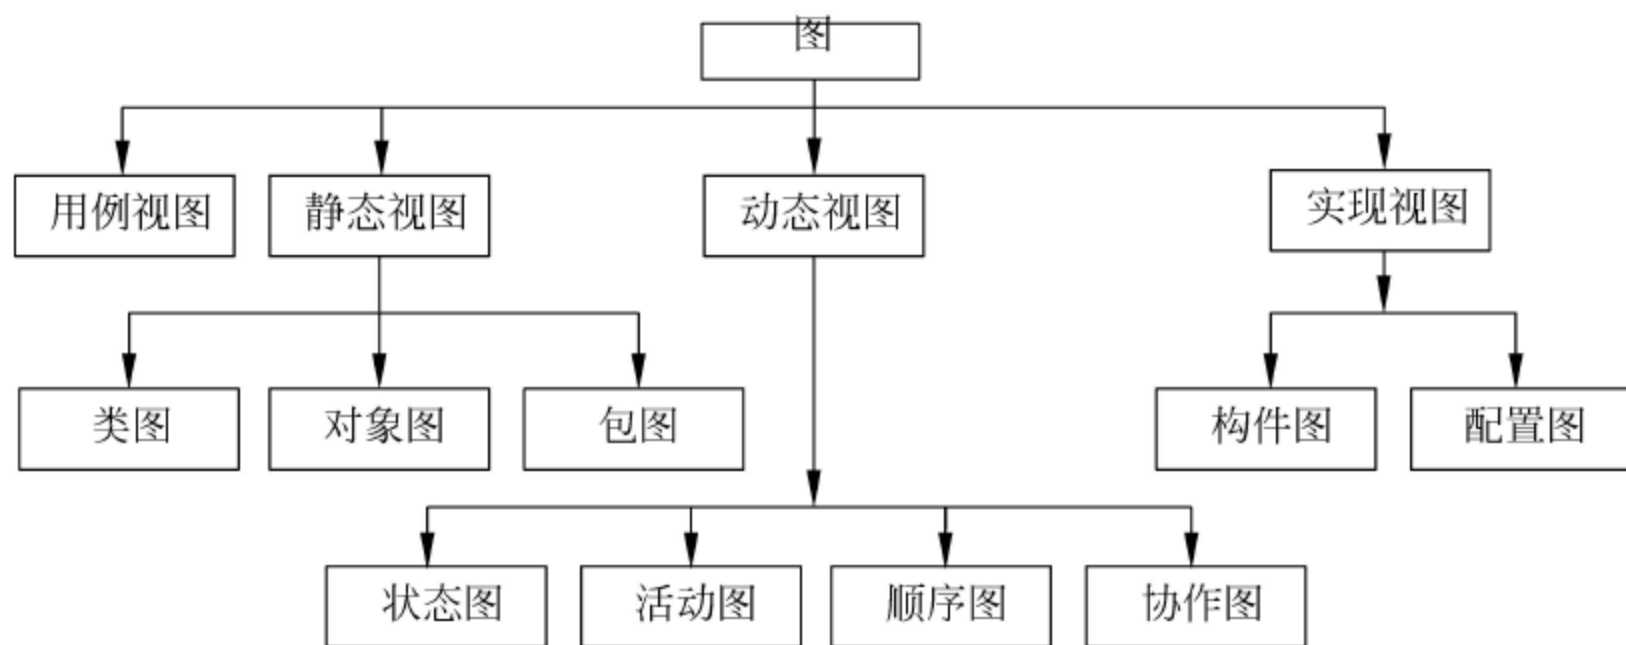 图
用例视图
静态视图
动态视图
实现视图
类图
对象图
包图
构件图
配置图
状态图
活动图
顺序图
协作图